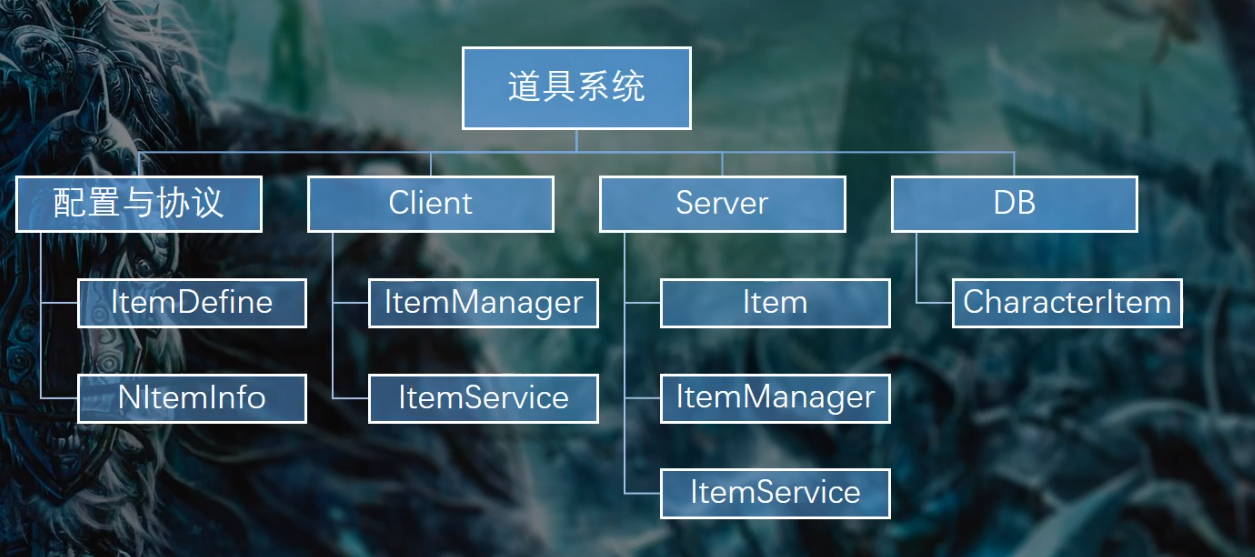 道具系统
配置与协议
Client
Server
DB
ItemDefine
ItemManager
Item
CharacterItem
NItemInfo
ItemService
ItemManager
ItemService